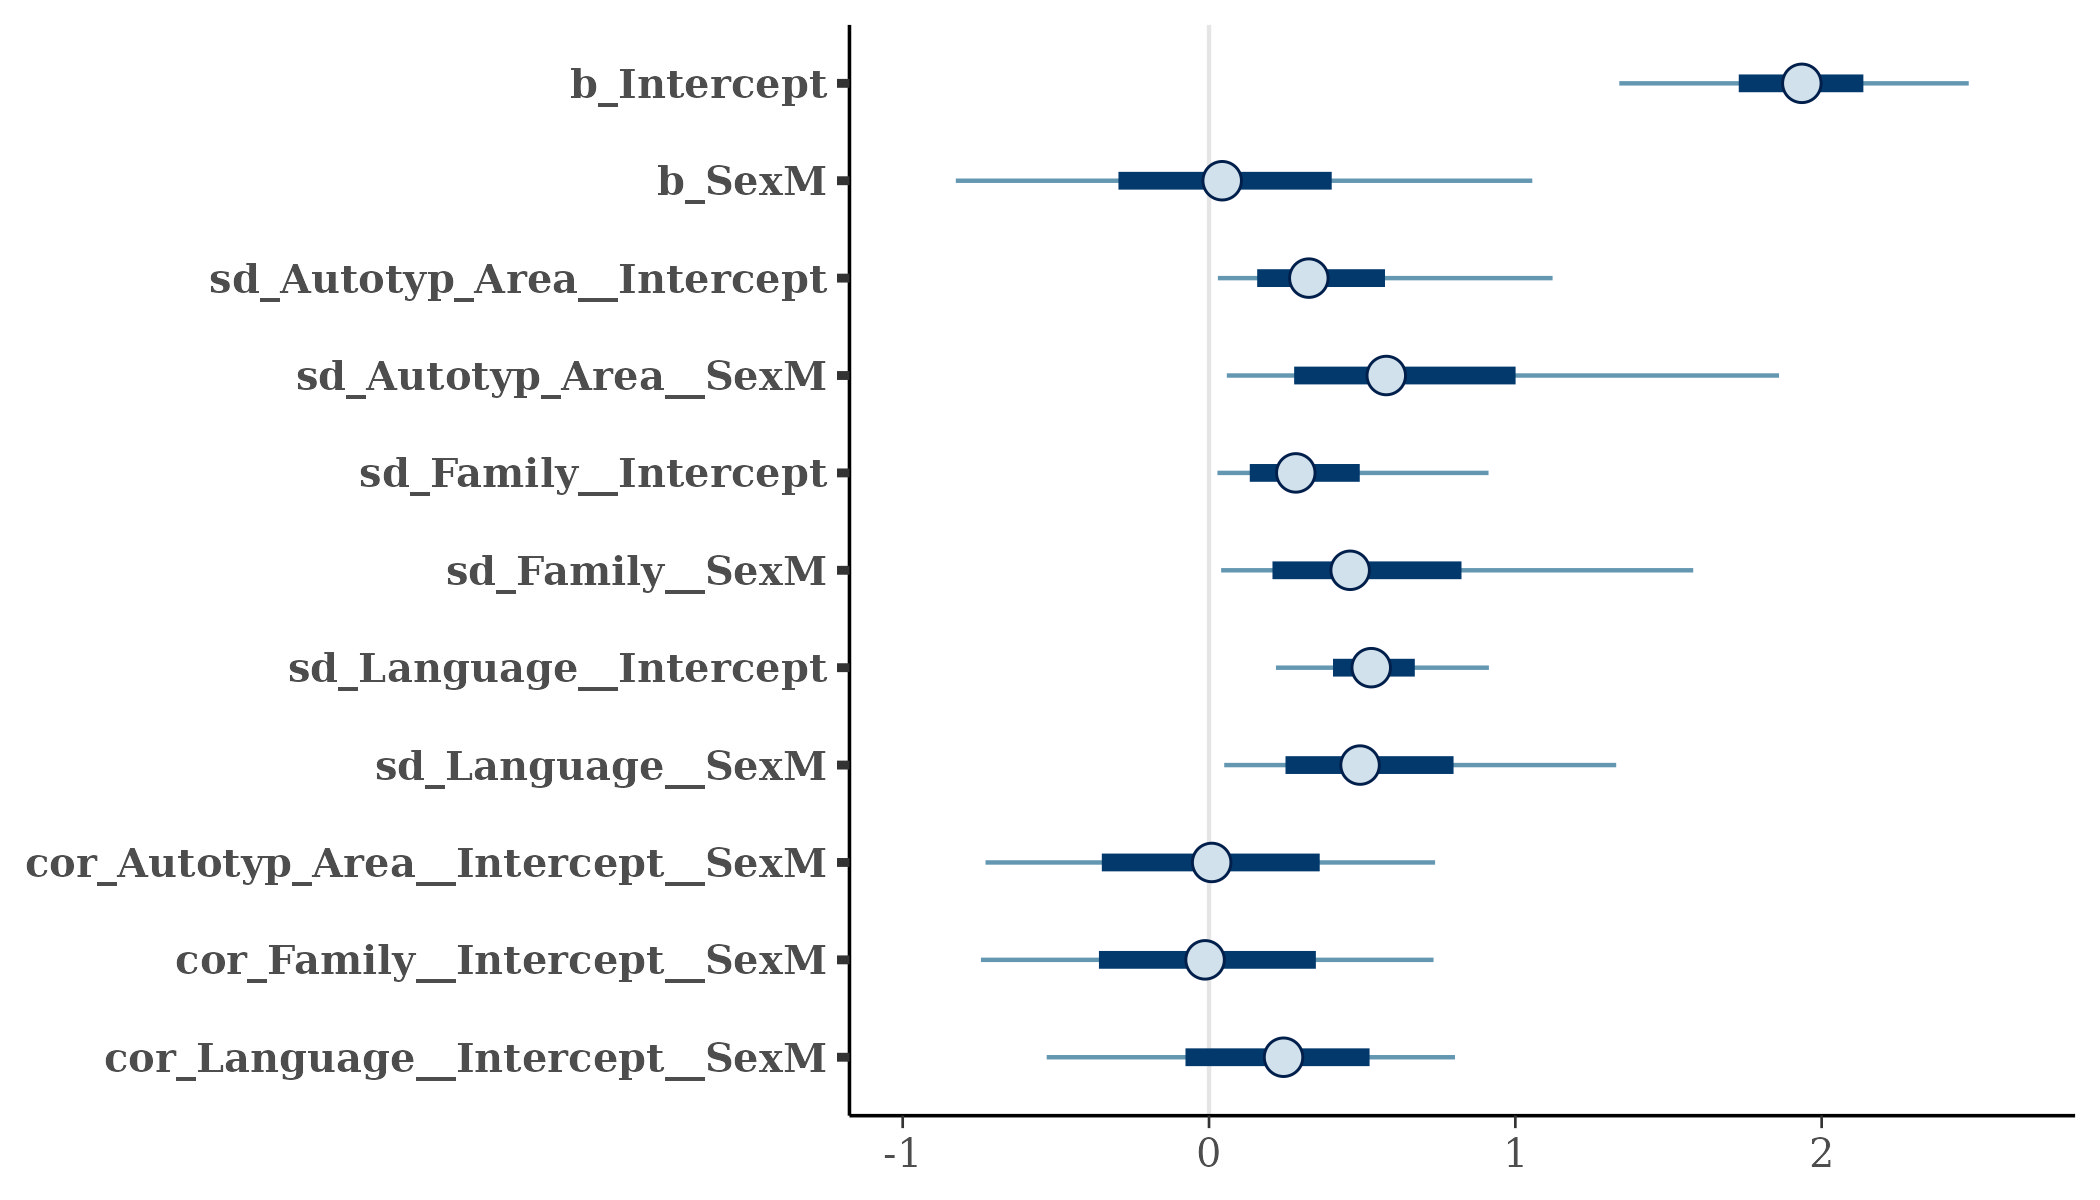 b_Intercept
b_SexM
sd_Autotyp_Area__Intercept
sd_Autotyp_Area__SexM
sd_Family__Intercept
sd_Family__SexM
sd_Language__Intercept
sd_Language__SexM
cor_Autotyp_Area__Intercept__SexM
cor_Family__Intercept__SexM
cor_Language__Intercept__SexM
-1 0 1 2